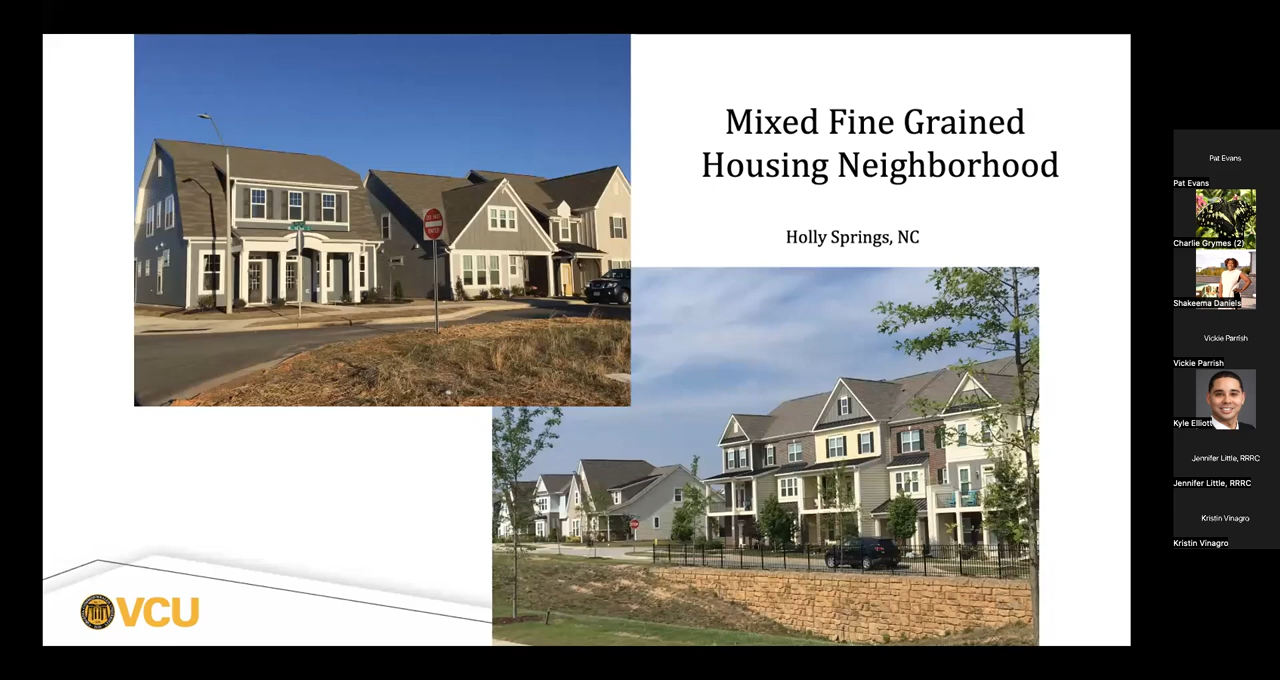 Mixed Fine Grained
Housing Neighborhood
Holly Springs, NC
VCU
Pat Evans
Pat Evans
Charlie Grymes (2)
Shakeema Daniels
Vickie Parrish
Vickie Parrish
Kyle Elliott
Jennifer Little, RRRC
Jennifer Little, RRRC
Kristin Vinagro
Kristin Vinagro